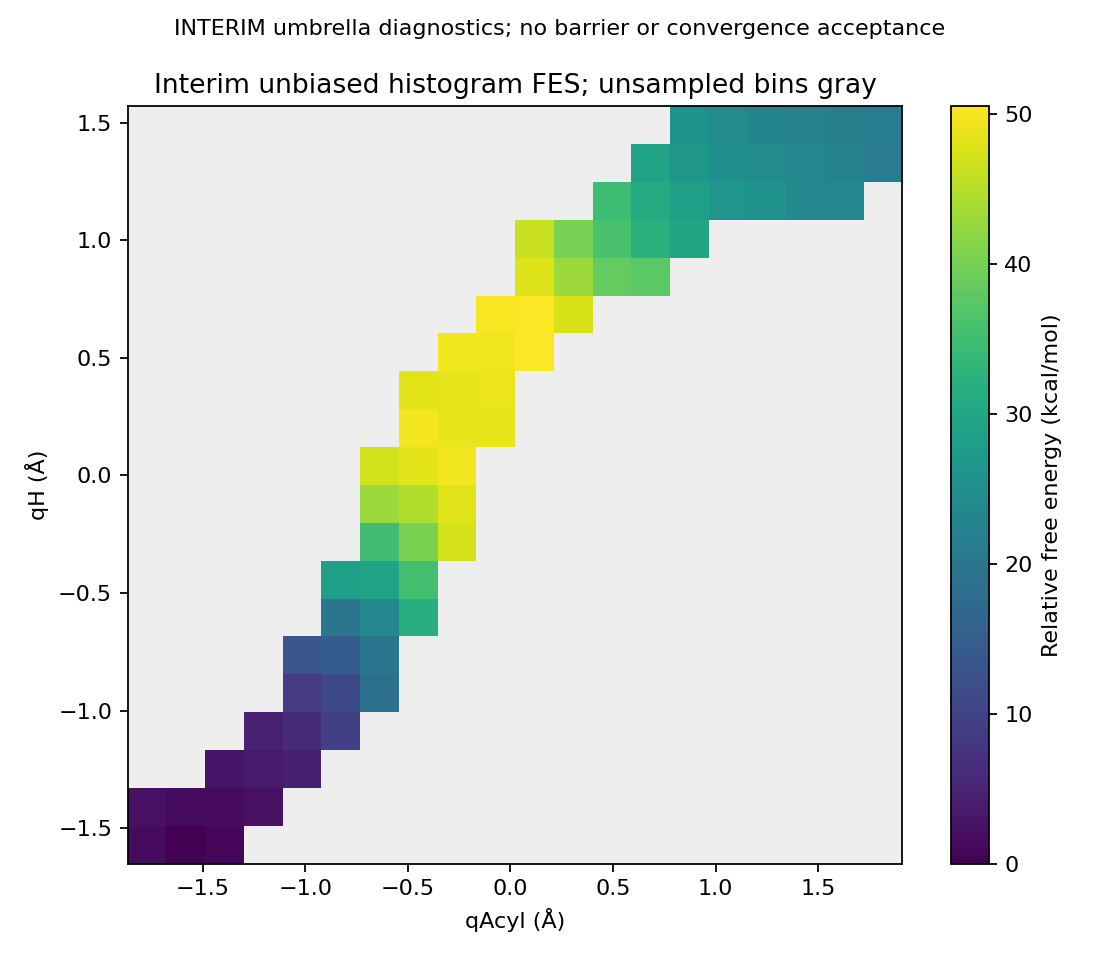 INTERIM umbrella diagnostics; no barrier or convergence acceptance
Interim unbiased histogram FES; unsampled bins gray
1.5
1.0
0.5
0.0
−0.5
−1.0
−1.5
qH (Å)
−1.5 −1.0 −0.5 0.0 0.5 1.0 1.5
qAcyl (Å)
50
40
30
20
10
0
Relative free energy (kcal/mol)